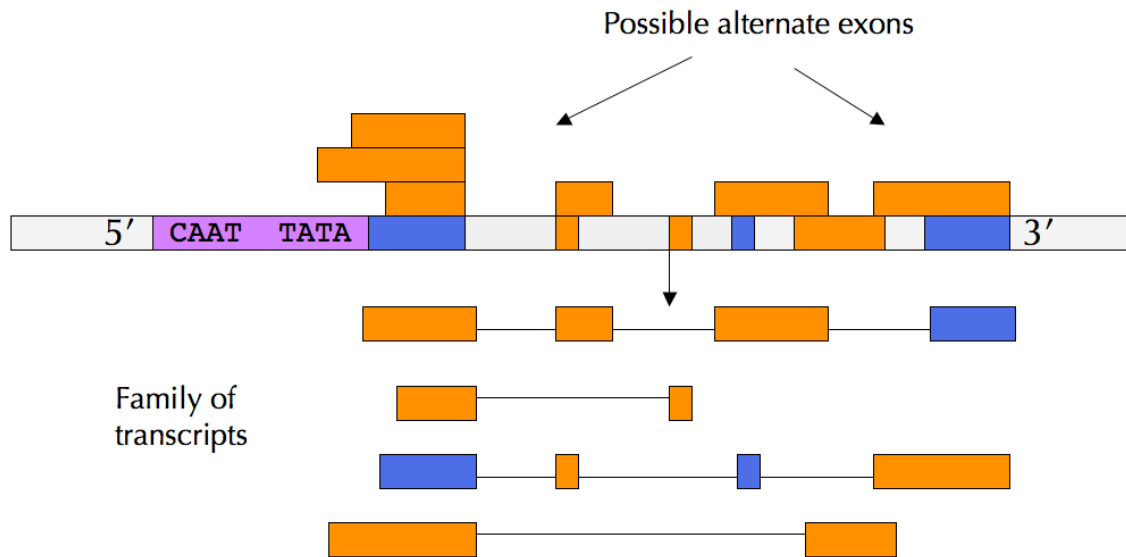 Possible alternate exons
5′ CAAT TATA 3′
Family of
transcripts